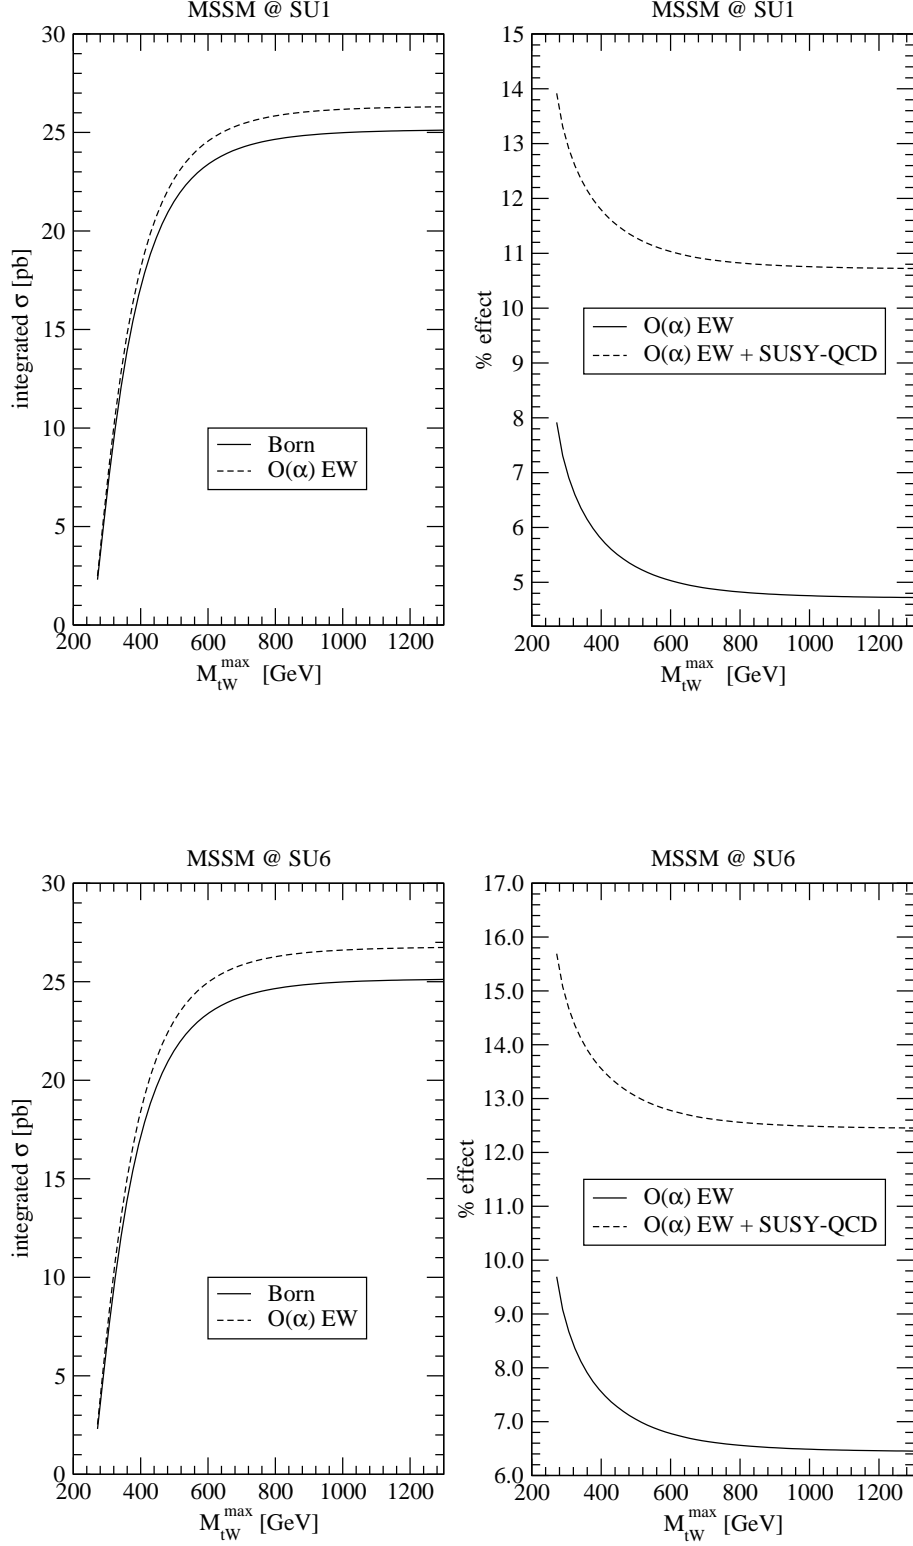 MSSM @ SU1
30
25
20
15
10
5
0
integrated σ [pb]
Born
O(α) EW
200 400 600 800 1000 1200
M_tW^max [GeV]
MSSM @ SU1
15
14
13
12
11
10
9
8
7
6
5
% effect
O(α) EW
O(α) EW + SUSY-QCD
200 400 600 800 1000 1200
M_tW^max [GeV]
MSSM @ SU6
30
25
20
15
10
5
0
integrated σ [pb]
Born
O(α) EW
200 400 600 800 1000 1200
M_tW^max [GeV]
MSSM @ SU6
17.0
16.0
15.0
14.0
13.0
12.0
11.0
10.0
9.0
8.0
7.0
6.0
% effect
O(α) EW
O(α) EW + SUSY-QCD
200 400 600 800 1000 1200
M_tW^max [GeV]